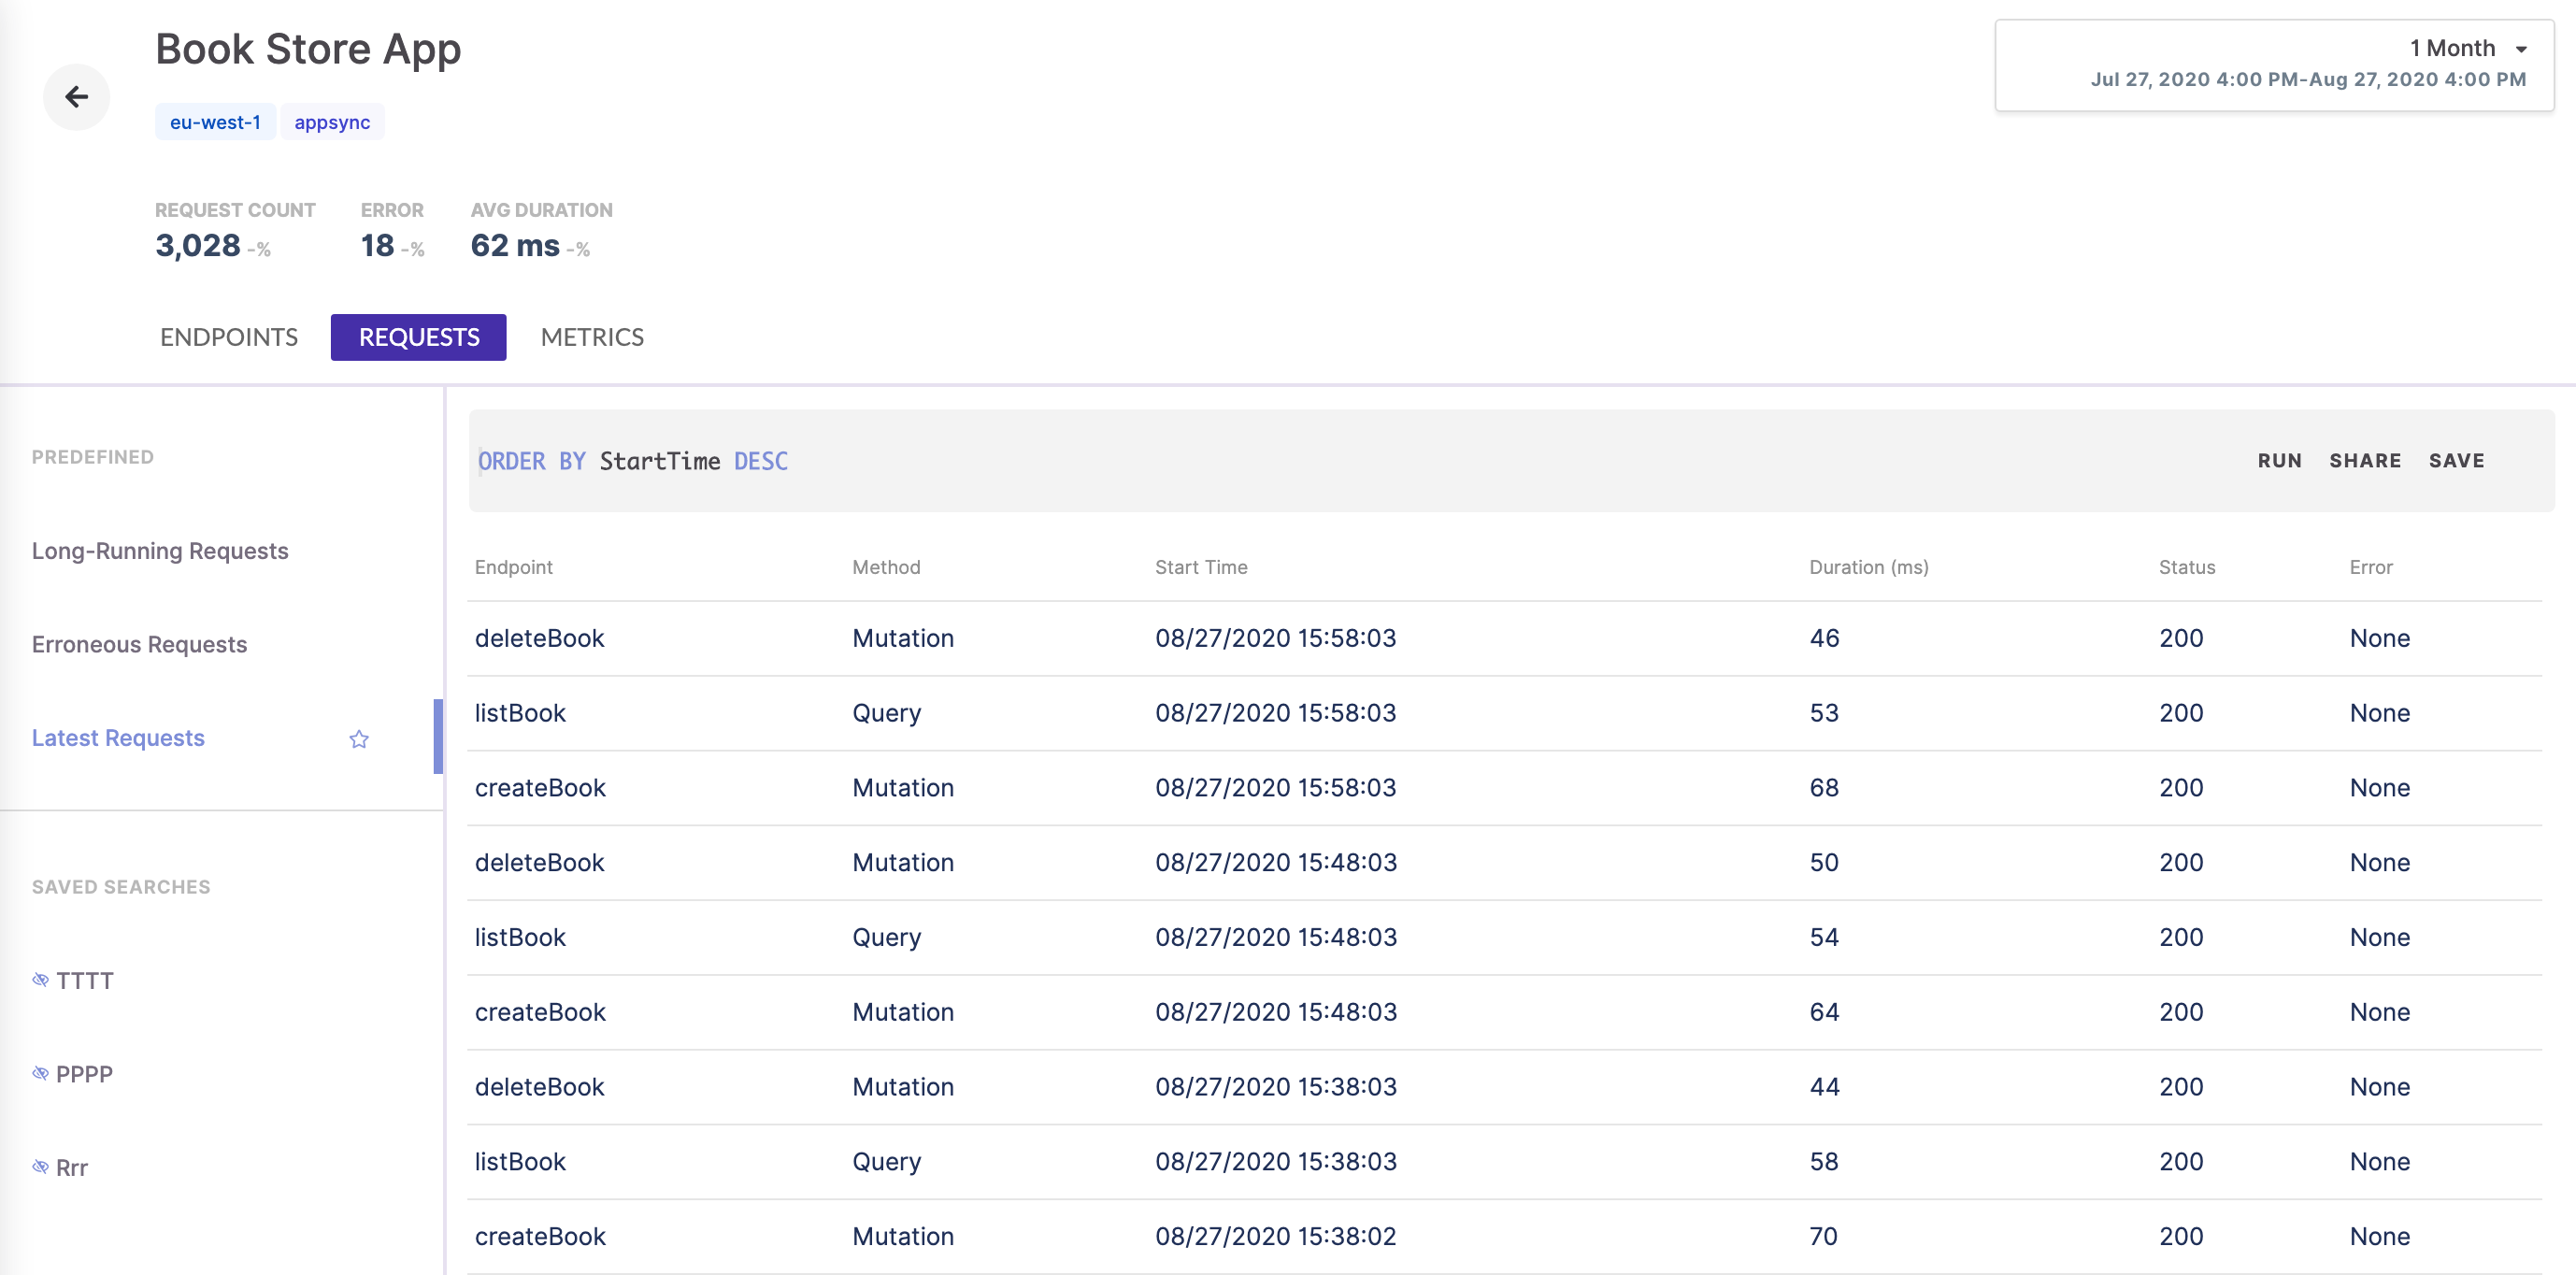 Book Store App
eu-west-1 appsync
1 Month
Jul 27, 2020 4:00 PM-Aug 27, 2020 4:00 PM
REQUEST COUNT ERROR AVG DURATION
3,028 -% 18 -% 62 ms -%
ENDPOINTS REQUESTS METRICS
PREDEFINED
Long-Running Requests
Erroneous Requests
Latest Requests
SAVED SEARCHES
TTTT
PPPP
Rrr
ORDER BY StartTime DESC RUN SHARE SAVE
Endpoint Method Start Time Duration (ms) Status Error
deleteBook Mutation 08/27/2020 15:58:03 46 200 None
listBook Query 08/27/2020 15:58:03 53 200 None
createBook Mutation 08/27/2020 15:58:03 68 200 None
deleteBook Mutation 08/27/2020 15:48:03 50 200 None
listBook Query 08/27/2020 15:48:03 54 200 None
createBook Mutation 08/27/2020 15:48:03 64 200 None
deleteBook Mutation 08/27/2020 15:38:03 44 200 None
listBook Query 08/27/2020 15:38:03 58 200 None
createBook Mutation 08/27/2020 15:38:02 70 200 None